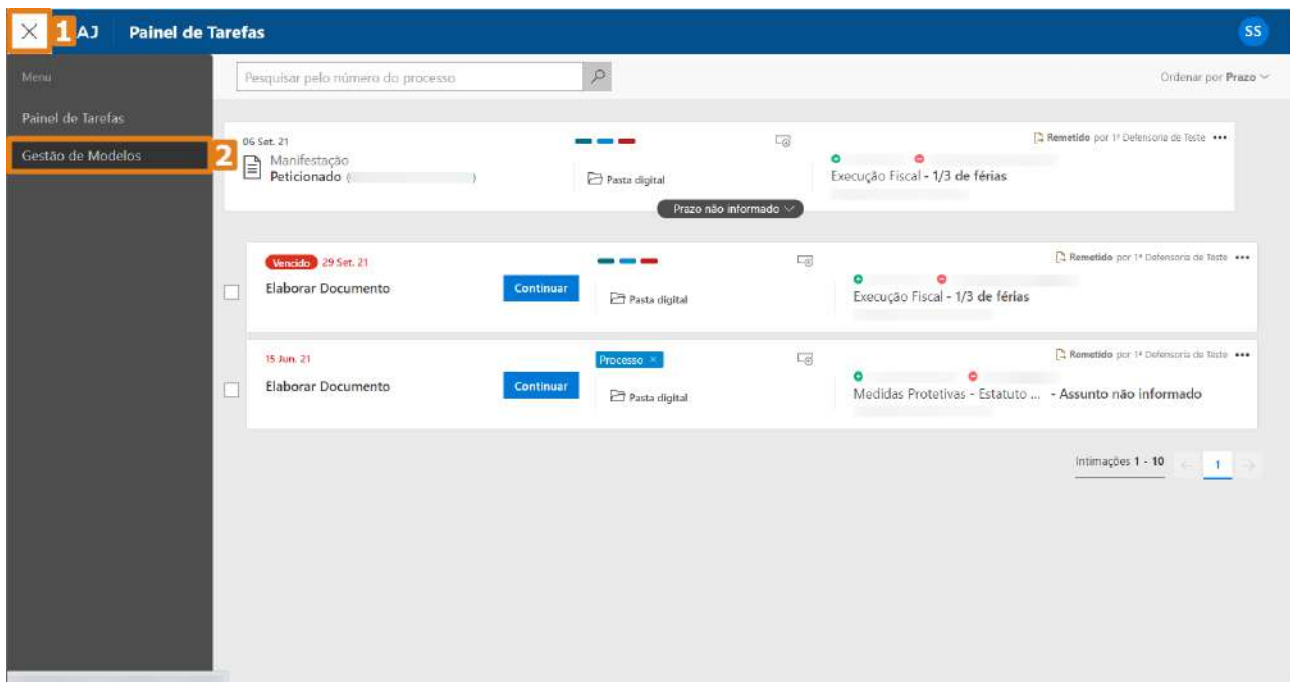 1 AJ Painel de Tarefas SS
Menu
Pesquisar pelo número do processo
Ordenar por Prazo
Painel de Tarefas
Gestão de Modelos 2
06 Set. 21
Remetido por 1ª Defensoria de Teste
Manifestação
Peticionado ( )
Pasta digital
Execução Fiscal - 1/3 de férias
Prazo não informado
Vencido 29 Set. 21
Remetido por 1ª Defensoria de Teste
Elaborar Documento
Continuar
Pasta digital
Execução Fiscal - 1/3 de férias
15 Jun. 21
Processo ×
Remetido por 1ª Defensoria de Teste
Elaborar Documento
Continuar
Pasta digital
Medidas Protetivas - Estatuto ... - Assunto não informado
Intimações 1 - 10
1